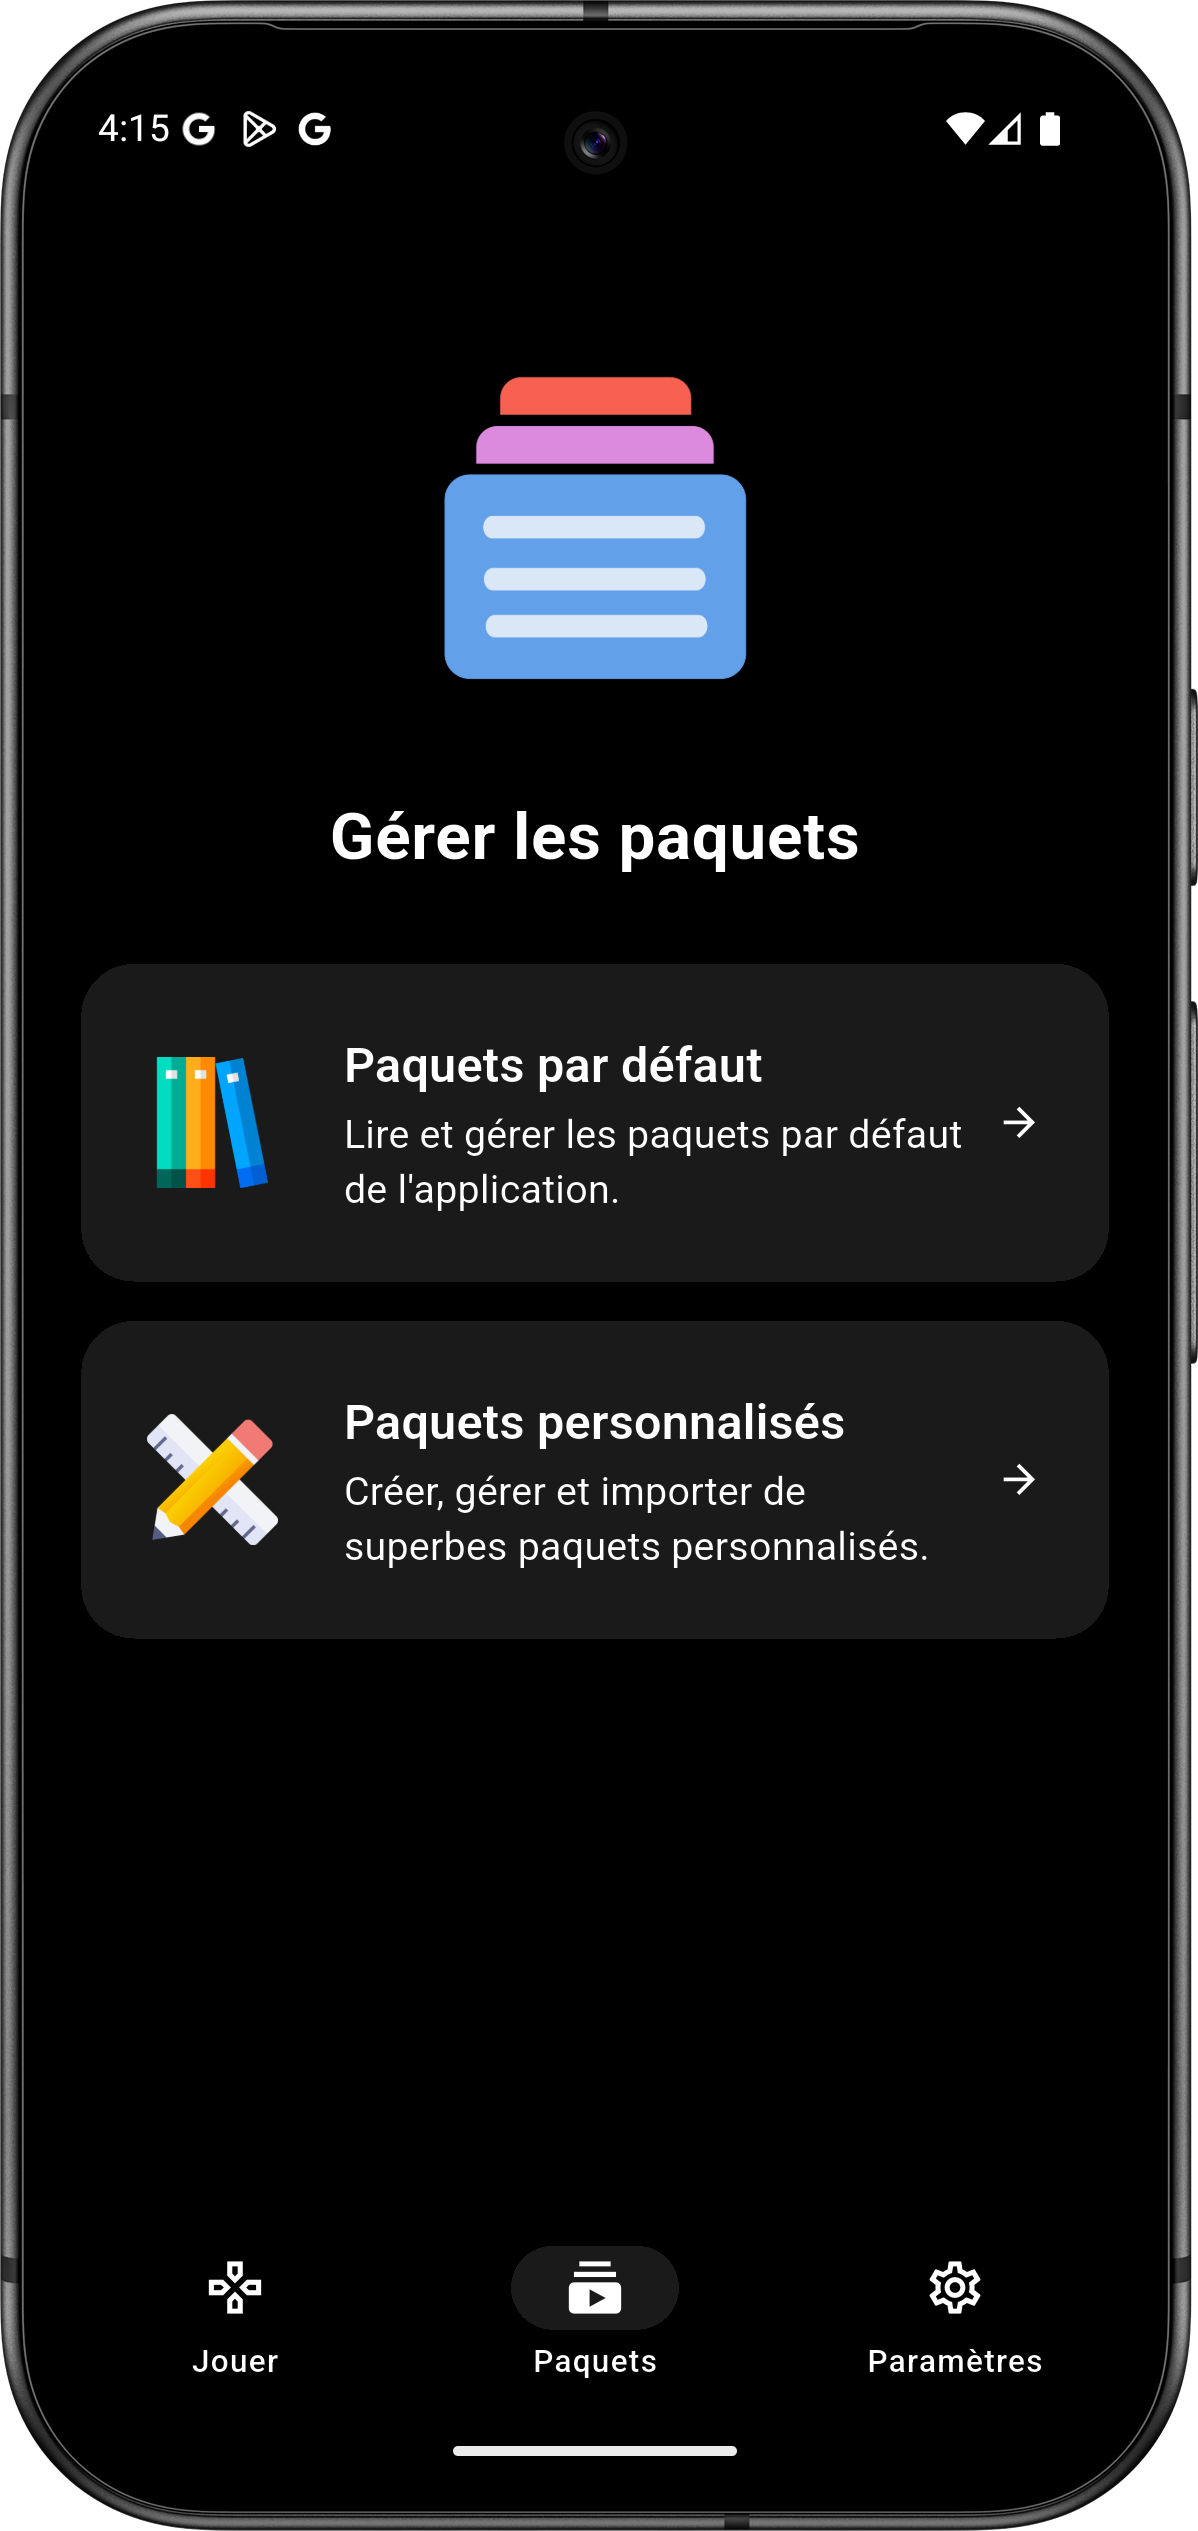 4:15
Gérer les paquets
Paquets par défaut
Lire et gérer les paquets par défaut
de l'application.
Paquets personnalisés
Créer, gérer et importer de
superbes paquets personnalisés.
Jouer
Paquets
Paramètres